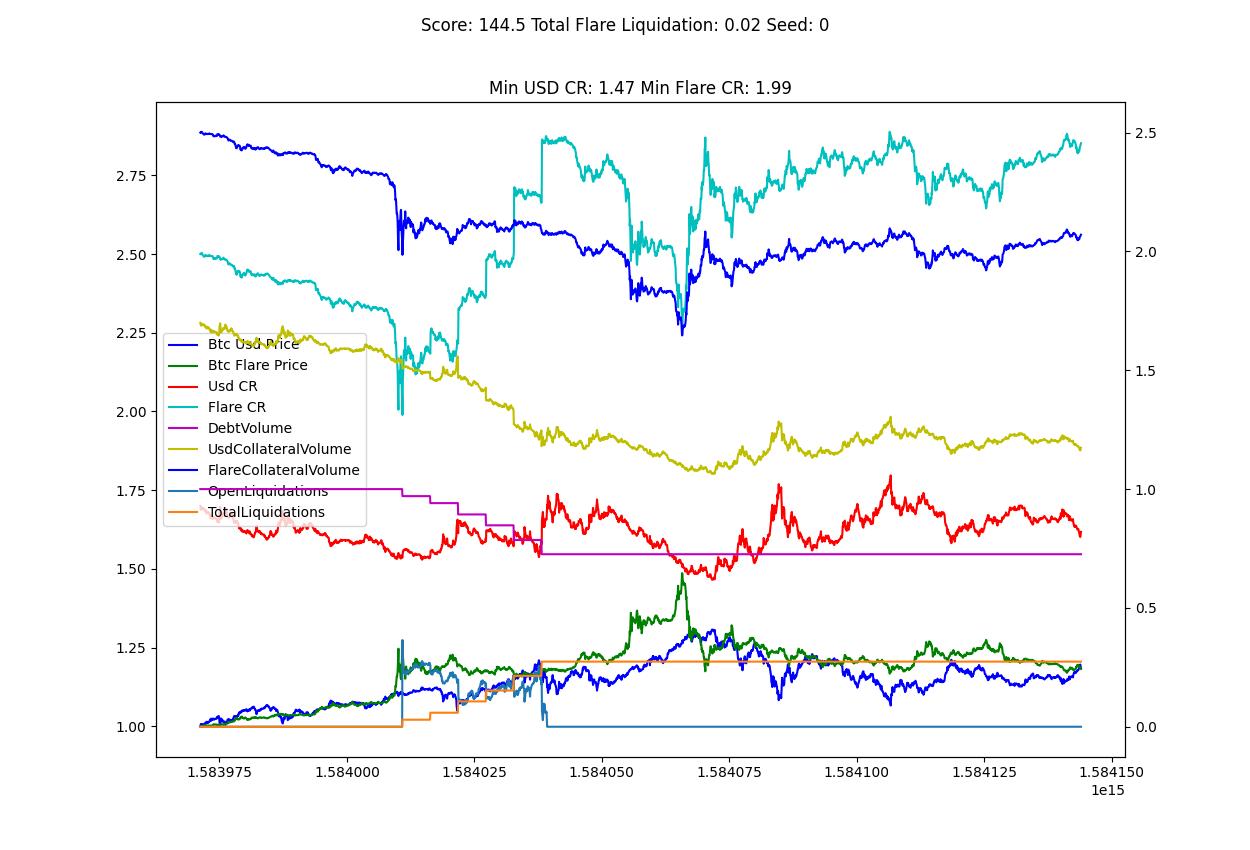 Score: 144.5 Total Flare Liquidation: 0.02 Seed: 0
Min USD CR: 1.47 Min Flare CR: 1.99
2.75
2.50
2.25
2.00
1.75
1.50
1.25
1.00
Btc Usd Price
Btc Flare Price
Usd CR
Flare CR
DebtVolume
UsdCollateralVolume
FlareCollateralVolume
OpenLiquidations
TotalLiquidations
2.5
2.0
1.5
1.0
0.5
0.0
1.583975 1.584000 1.584025 1.584050 1.584075 1.584100 1.584125 1.584150
1e15